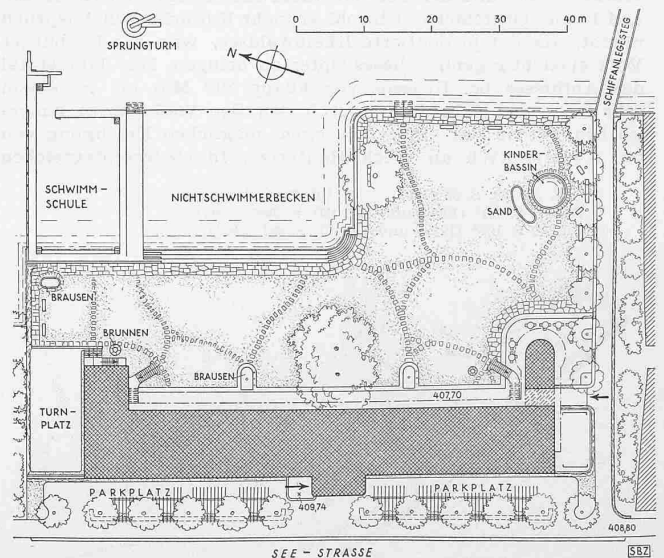 0
10
20
30
40 m
SPRUNGTURM
N
SCHIFFANLEGESTEG
KINDER-
BASSIN
SCHWIMM-
SCHULE
NICHTSCHWIMMERBECKEN
SAND
BRAUSEN
BRUNNEN
BRAUSEN
407,70
TURN-
PLATZ
PARKPLATZ
PARKPLATZ
409,74
408,80
SEE - STRASSE
SBZ